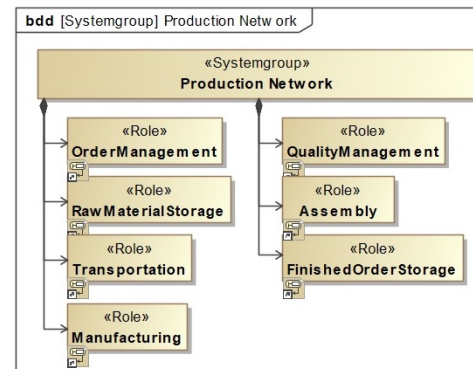 bdd [Systemgroup] Production Network
«Systemgroup»
Production Network
«Role»
OrderManagement
«Role»
RawMaterialStorage
«Role»
Transportation
«Role»
Manufacturing
«Role»
QualityManagement
«Role»
Assembly
«Role»
FinishedOrderStorage